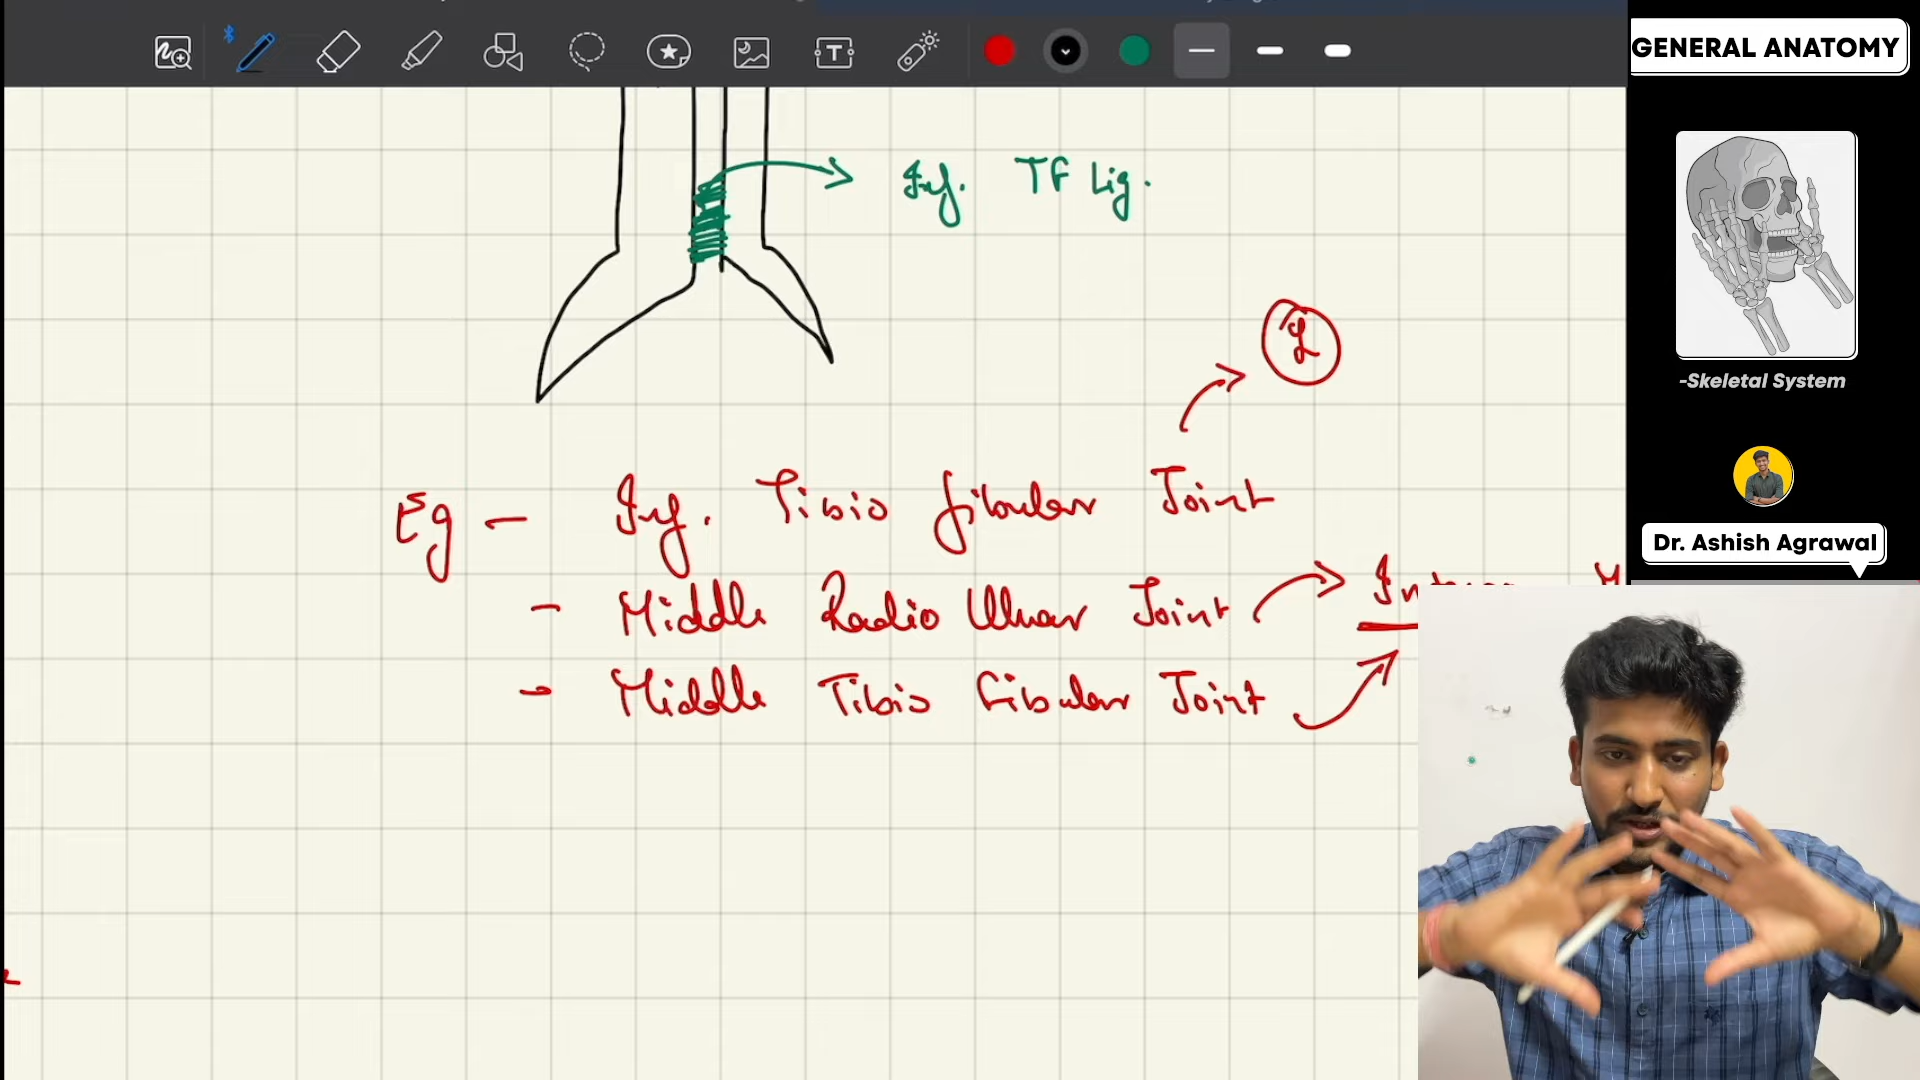 GENERAL ANATOMY
T
Inf. TF Lig.
-Skeletal System
Eg - Inf. Tibio fibular Joint
Dr. Ashish Agrawal
- Middle Radio Ulnar Joint
- Middle Tibio Fibular Joint